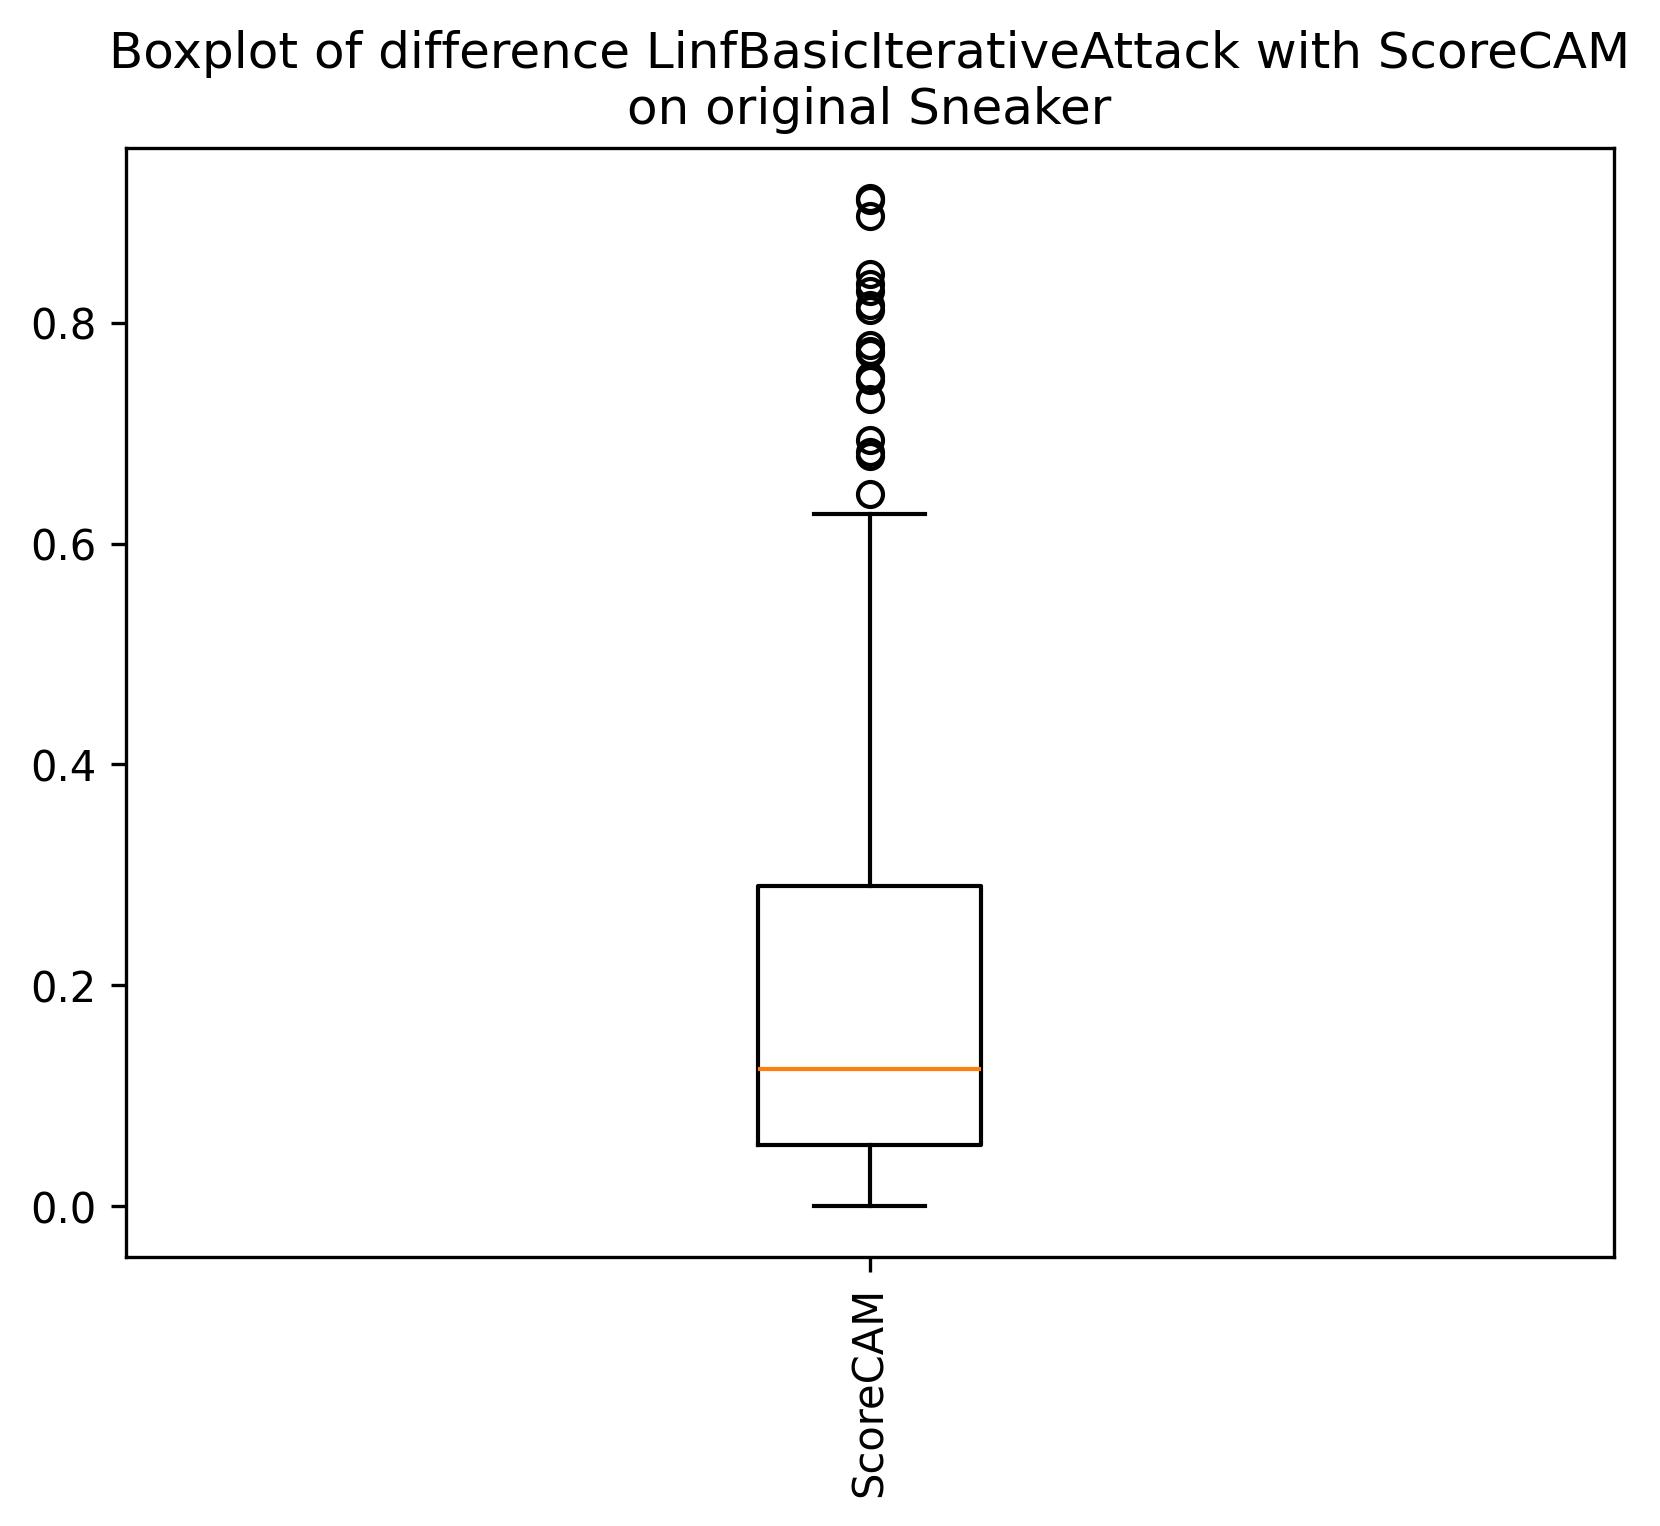 Boxplot of difference LinfBasicIterativeAttack with ScoreCAM
on original Sneaker
0.8
0.6
0.4
0.2
0.0
ScoreCAM